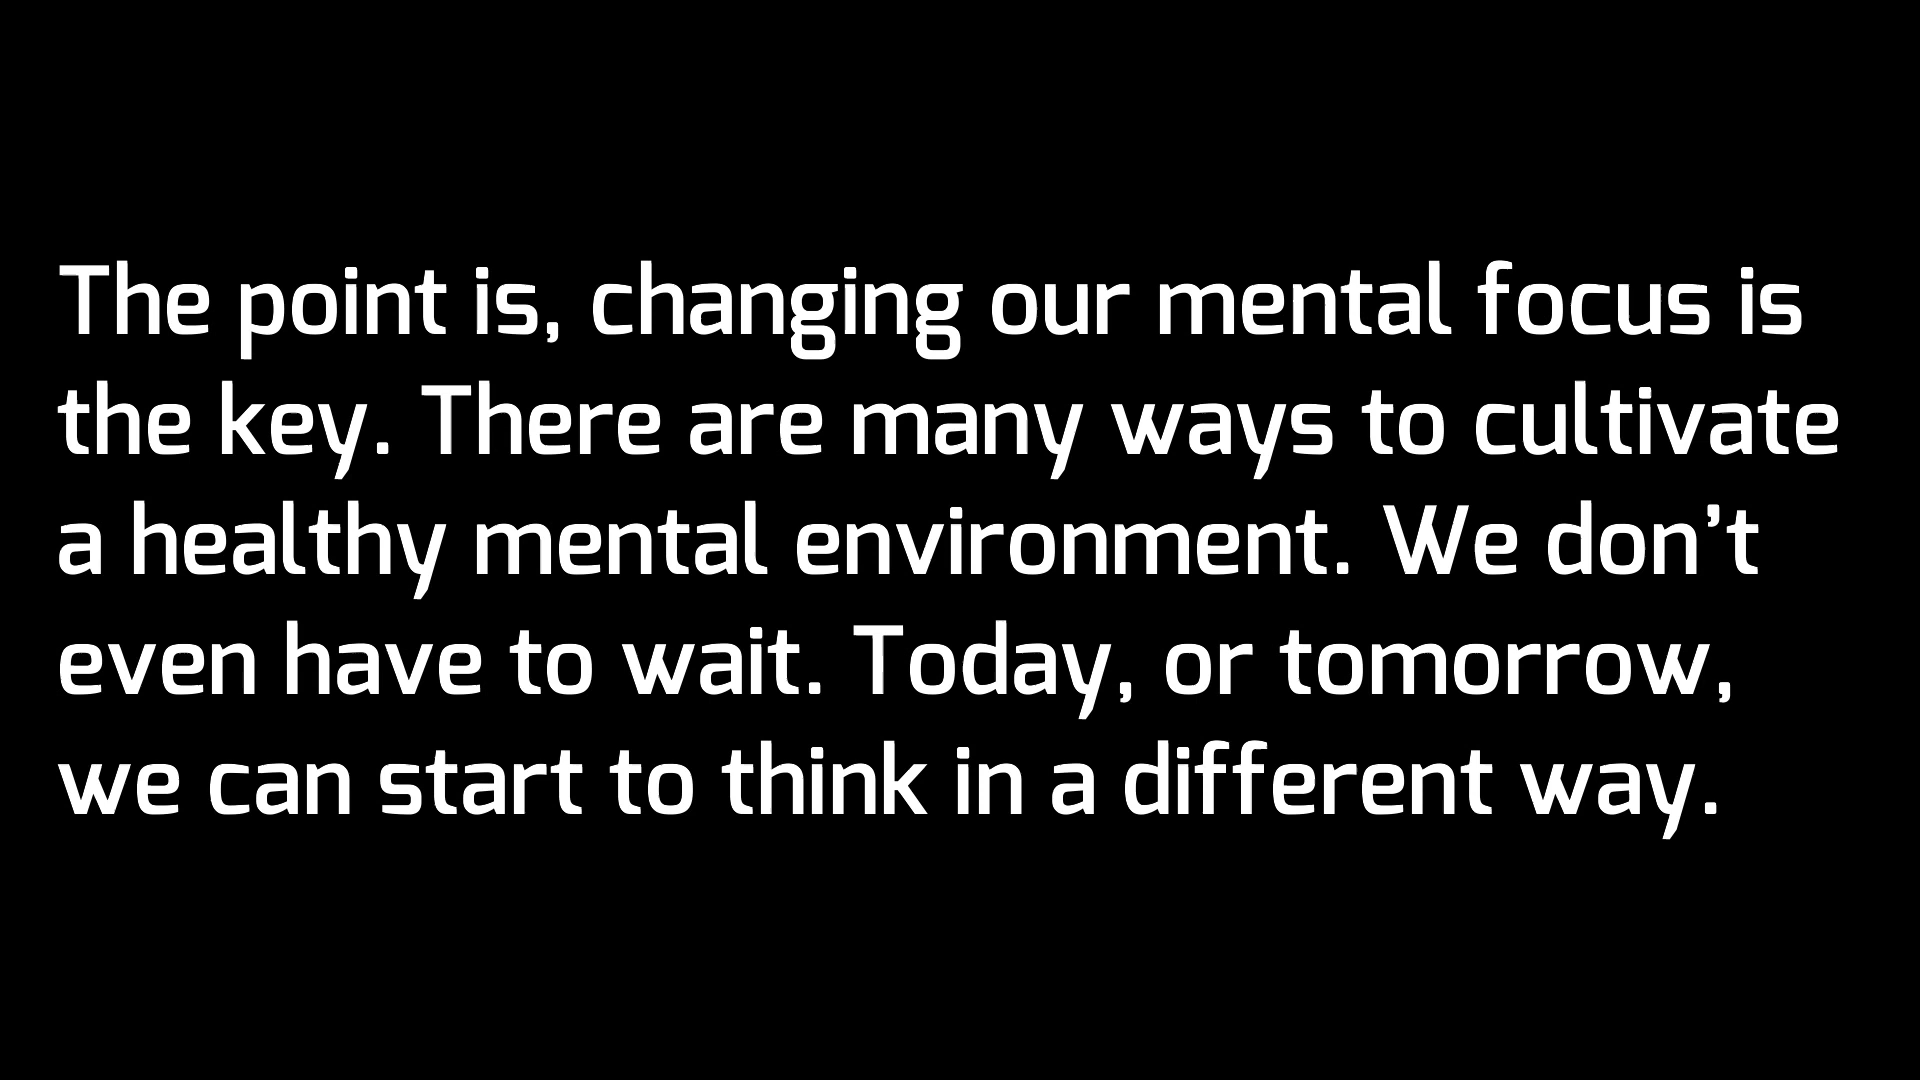 The point is, changing our mental focus is
the key. There are many ways to cultivate
a healthy mental environment. We don’t
even have to wait. Today, or tomorrow,
we can start to think in a different way.